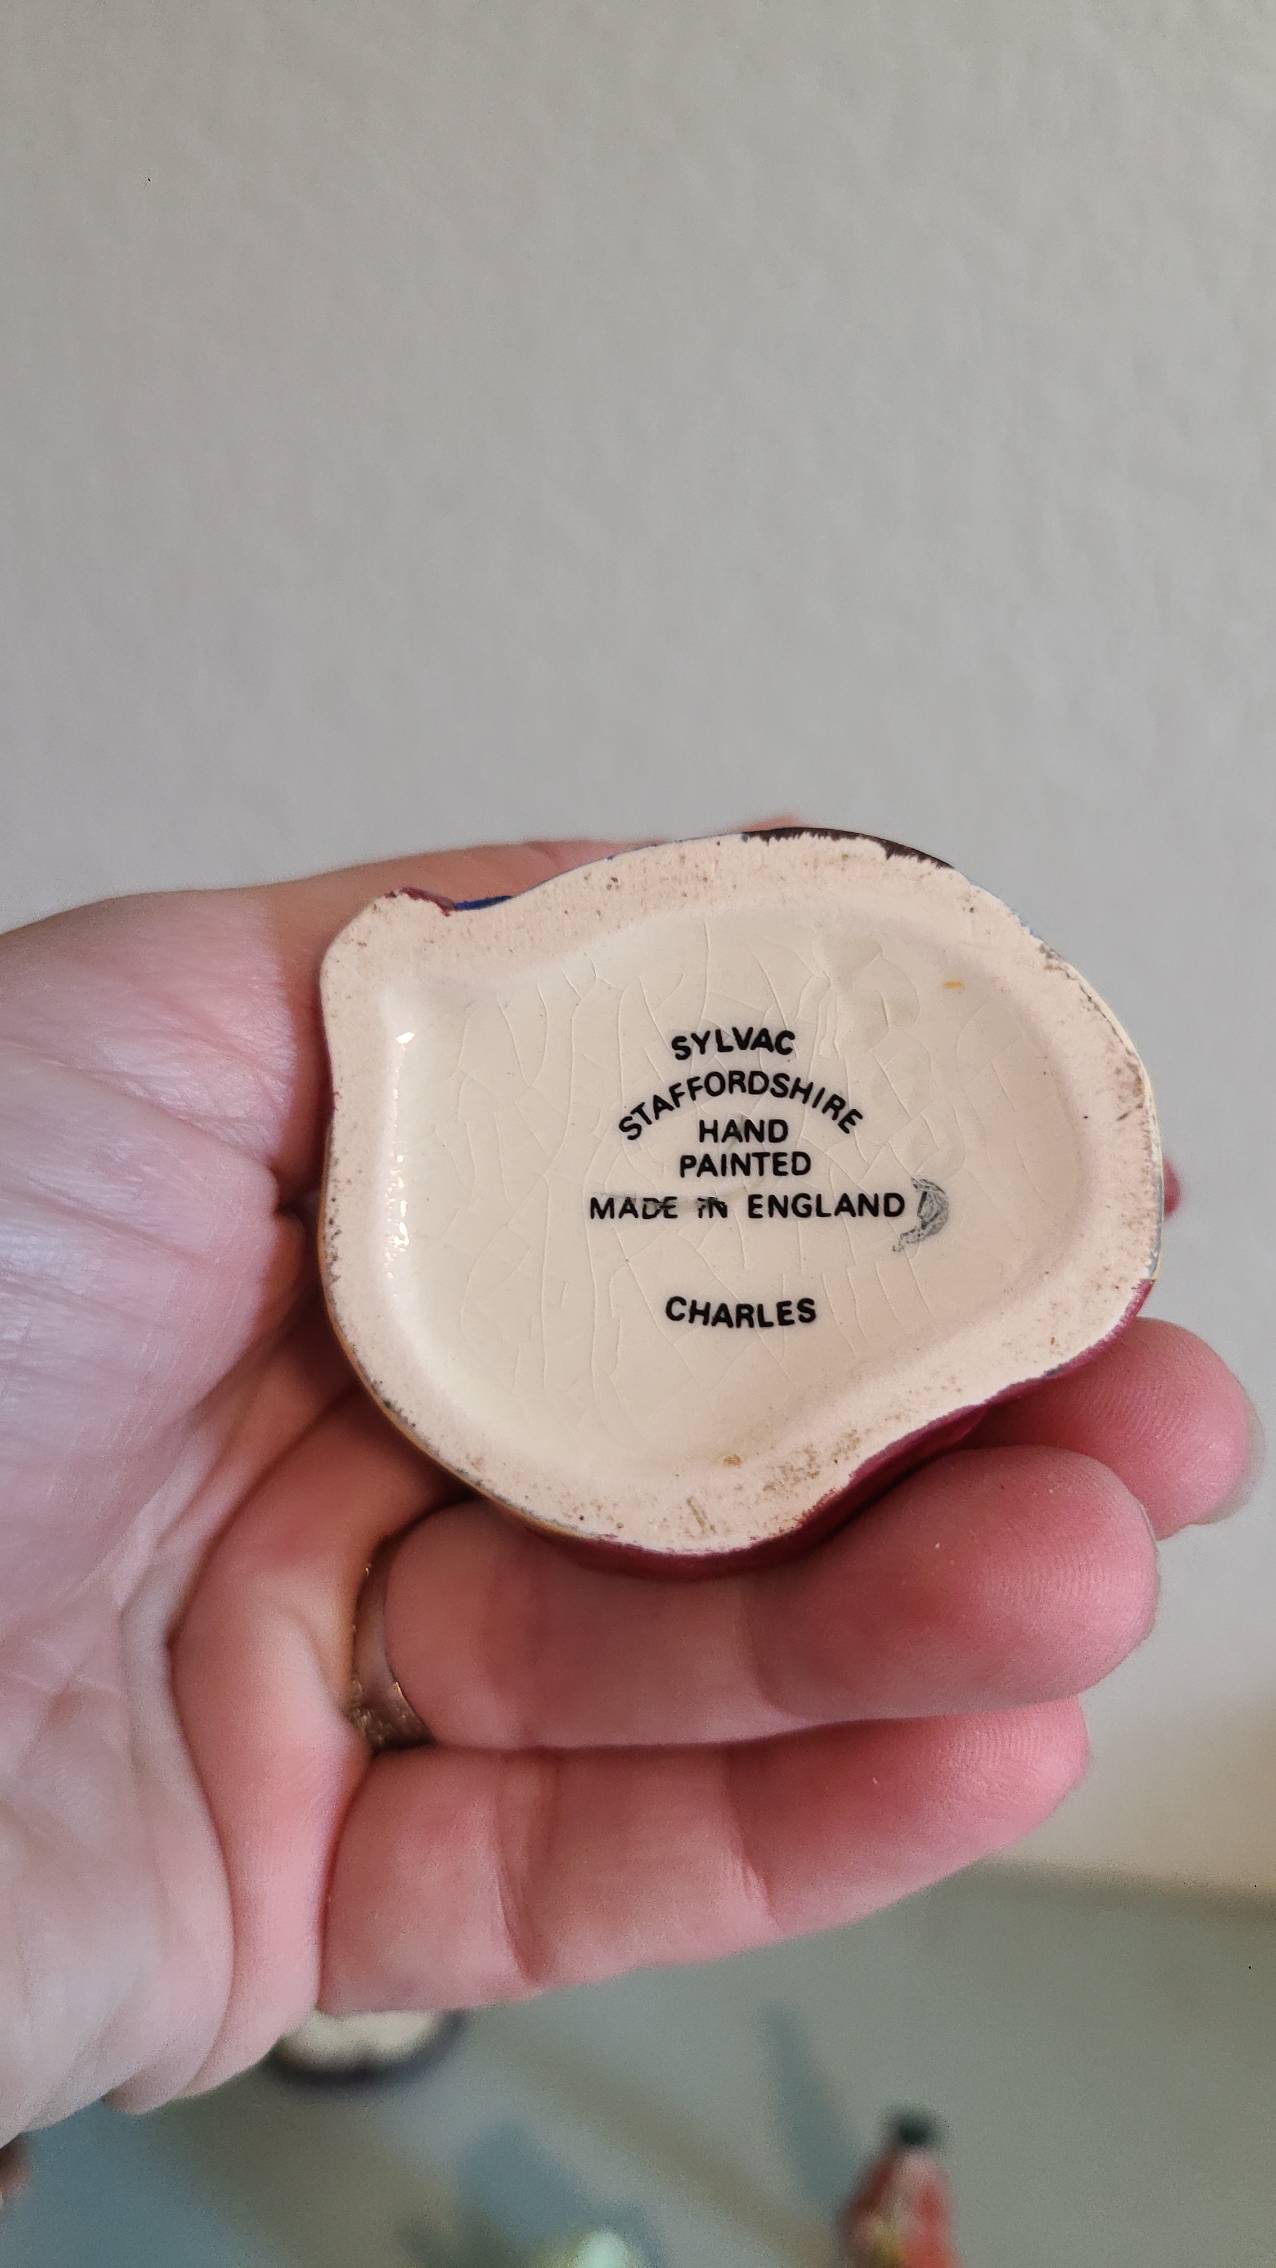 SYLVAC
STAFFORDSHIRE
HAND
PAINTED
MADE IN ENGLAND
CHARLES